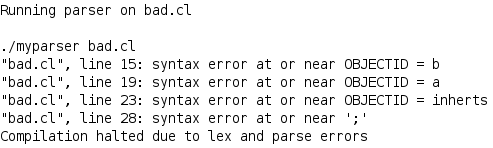 Running parser on bad.cl
./myparser bad.cl
"bad.cl", line 15: syntax error at or near OBJECTID = b
"bad.cl", line 19: syntax error at or near OBJECTID = a
"bad.cl", line 23: syntax error at or near OBJECTID = inherts
"bad.cl", line 28: syntax error at or near ';'
Compilation halted due to lex and parse errors